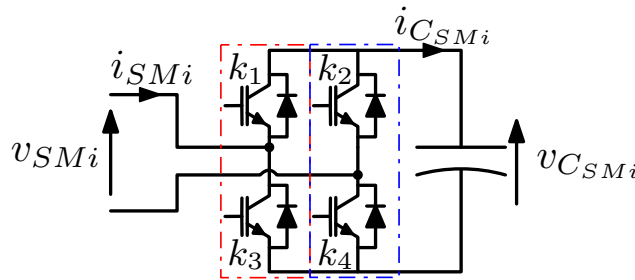 i_{C_{SMi}}
i_{SMi}
k_1
k_2
v_{SMi}
v_{C_{SMi}}
k_3
k_4